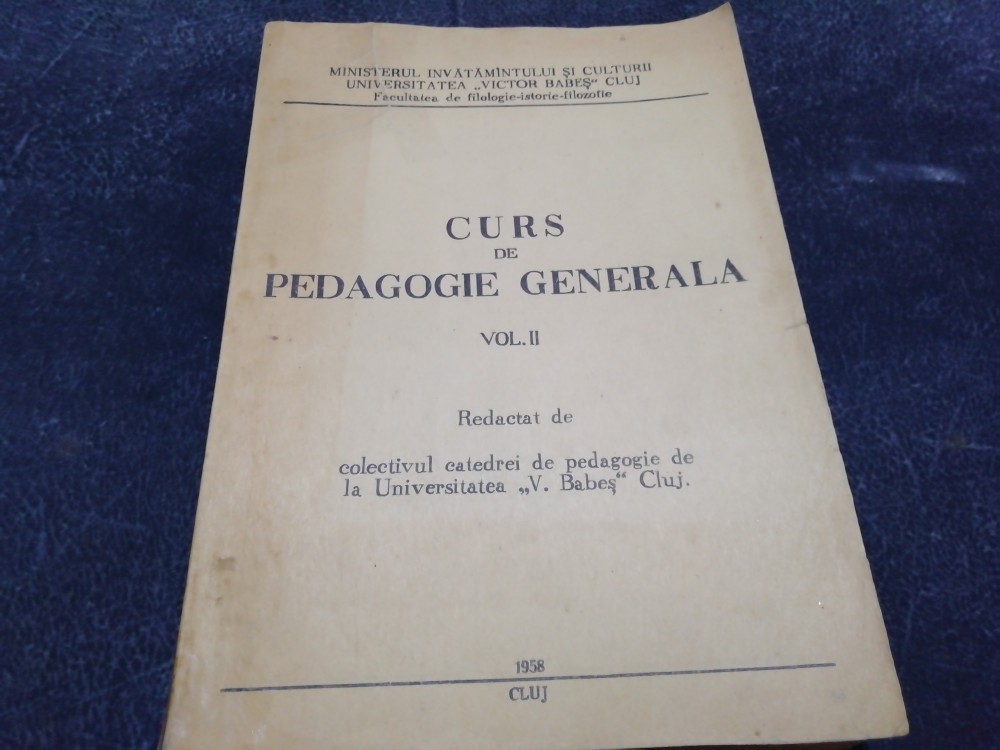 MINISTERUL INVATAMÎNTULUI ȘI CULTURII
UNIVERSITATEA „VICTOR BABEȘ“ CLUJ
Facultatea de filologie-istorie-filozofie
CURS
DE
PEDAGOGIE GENERALA
VOL. II
Redactat de
colectivul catedrei de pedagogie de
la Universitatea „V. Babeș“ Cluj.
1958
CLUJ